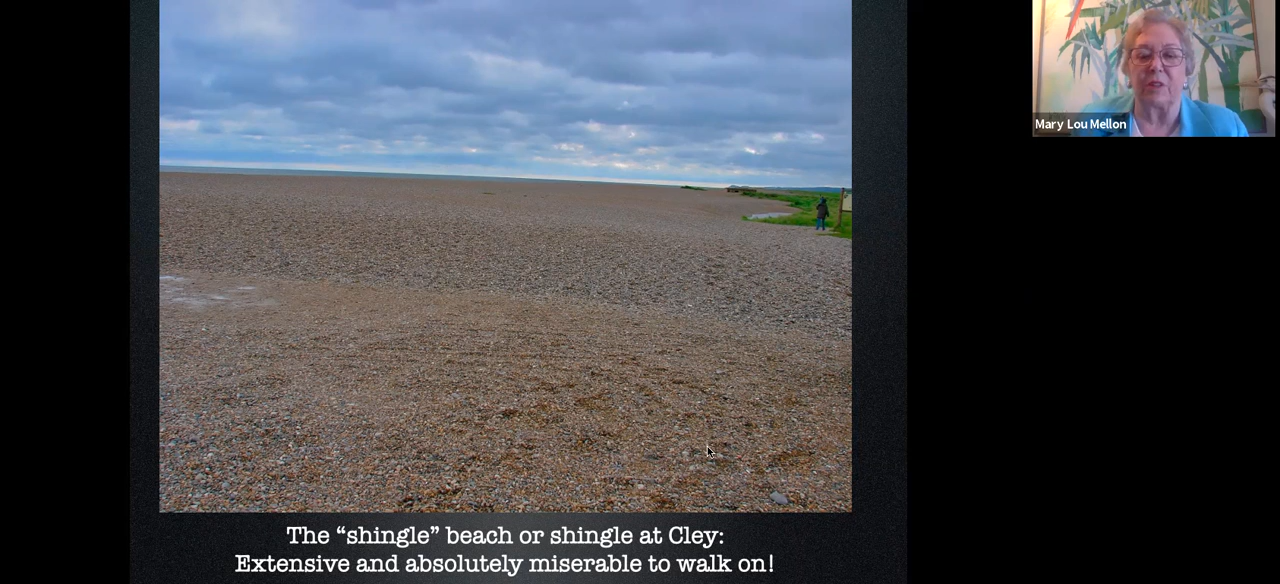 Mary Lou Mellon
The “shingle” beach or shingle at Cley:
Extensive and absolutely miserable to walk on!